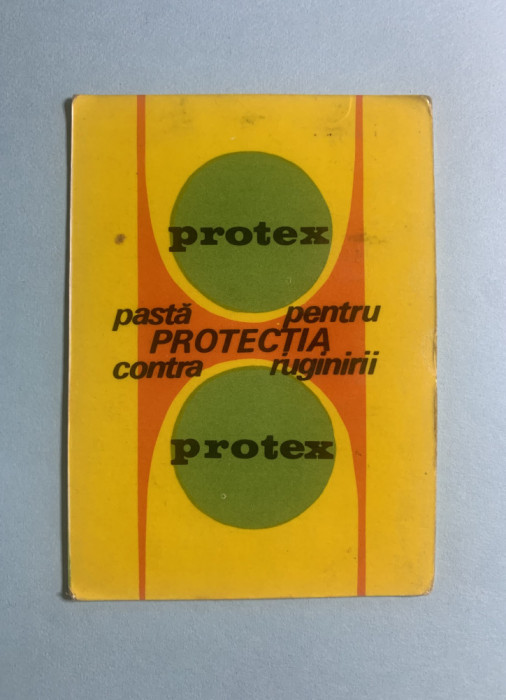 protex
pastă pentru
PROTECȚIA
contra ruginirii
protex